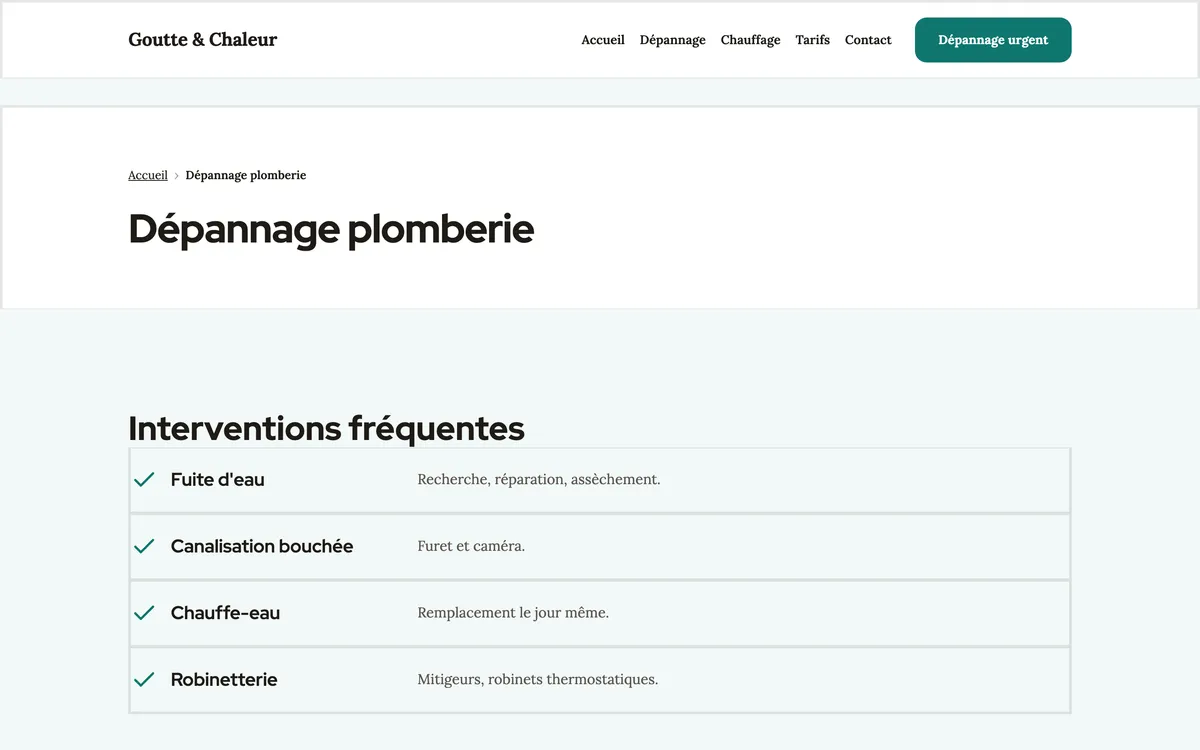 Goutte & Chaleur
Accueil Dépannage Chauffage Tarifs Contact Dépannage urgent
Accueil › Dépannage plomberie
Dépannage plomberie
Interventions fréquentes
Fuite d'eau Recherche, réparation, assèchement.
Canalisation bouchée Furet et caméra.
Chauffe-eau Remplacement le jour même.
Robinetterie Mitigeurs, robinets thermostatiques.